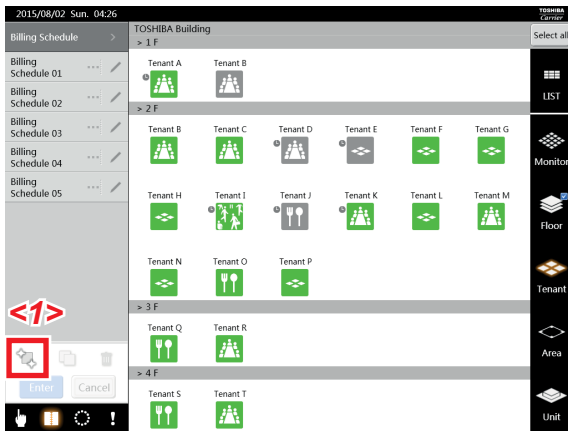 2015/08/02 Sun. 04:26
TOSHIBA
Carrier
Billing Schedule >
TOSHIBA Building
Select all
> 1 F
Billing
Schedule 01
Tenant A Tenant B
LIST
Billing
Schedule 02
> 2 F
Billing
Schedule 03
Tenant B Tenant C Tenant D Tenant E Tenant F Tenant G
Monitor
Billing
Schedule 04
Billing
Schedule 05
Tenant H Tenant I Tenant J Tenant K Tenant L Tenant M
Floor
Tenant N Tenant O Tenant P
Tenant
<1>
> 3 F
Tenant Q Tenant R
Area
> 4 F
Enter Cancel
Tenant S Tenant T
Unit